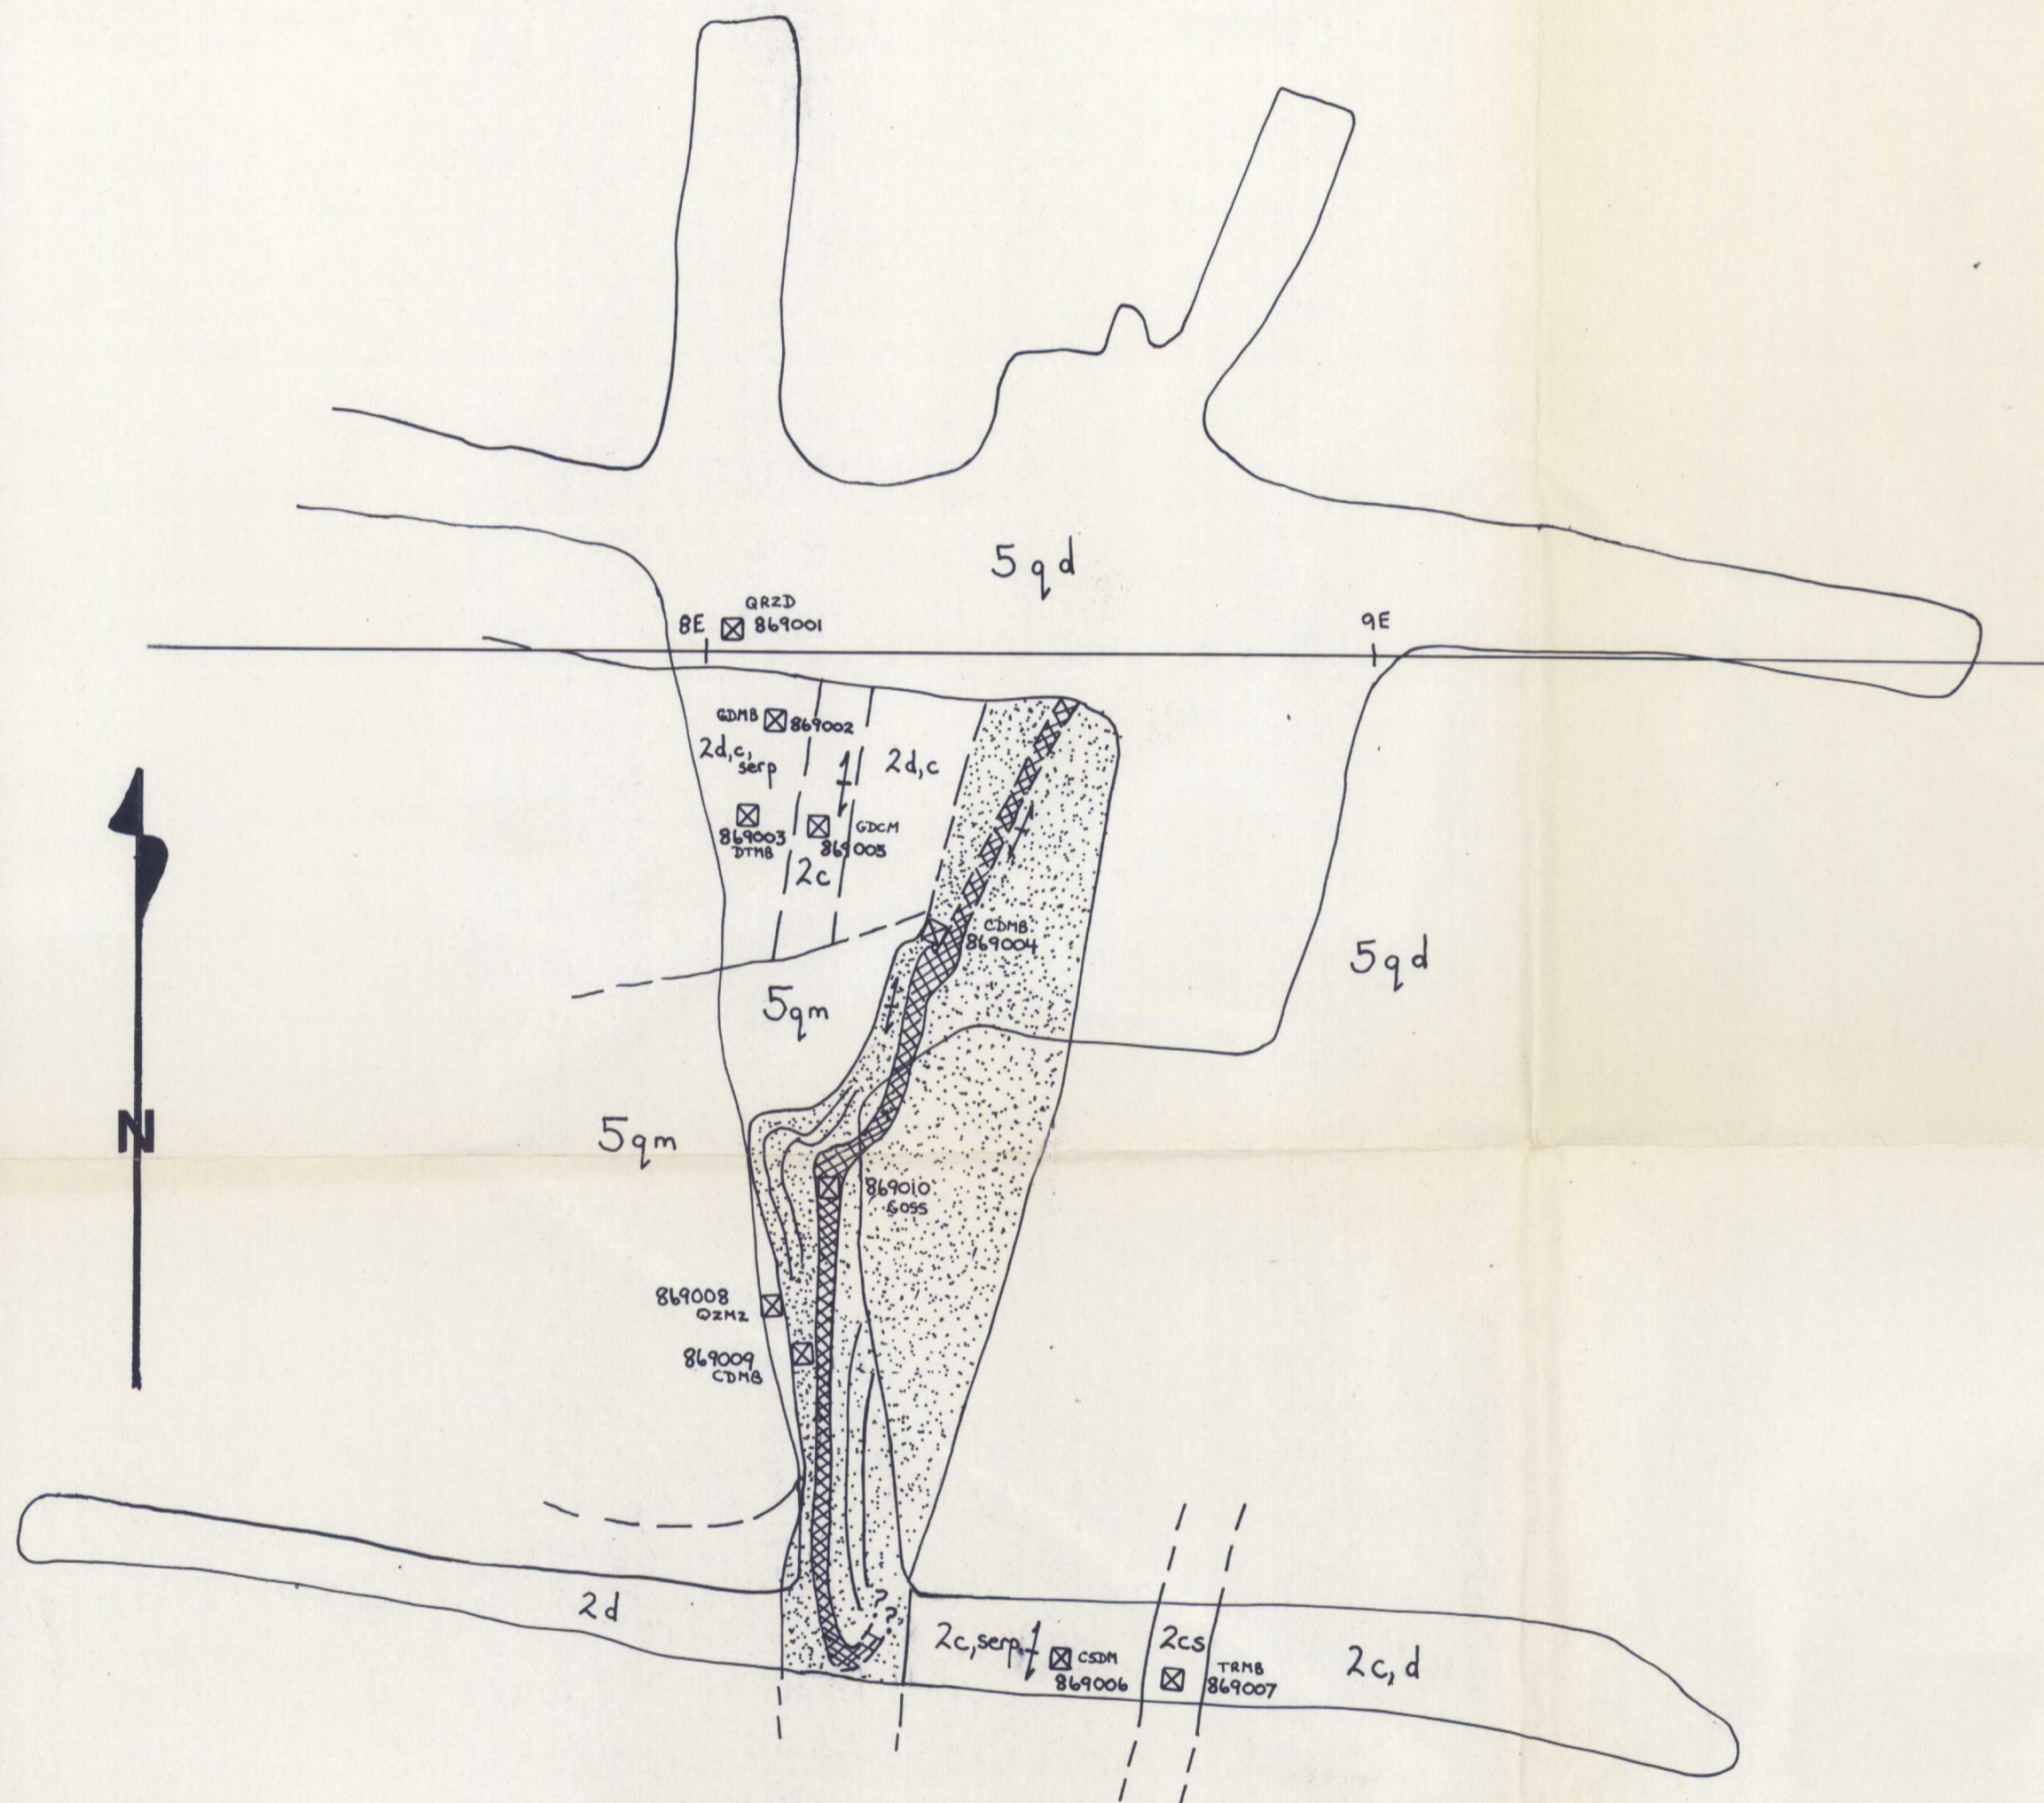 5qd
QRZD
8E 869001
9E
GDMB 869002
2d,c,
serp
2d,c
869003
DTMB
GDCM
869005
2c
CDMB
869004
5qd
5qm
N
5qm
869010
GOSS
869008
QZMZ
869009
CDMB
? ?
2d
2c,serp.
CSDM
869006
2cs
TRMB
869007
2c,d